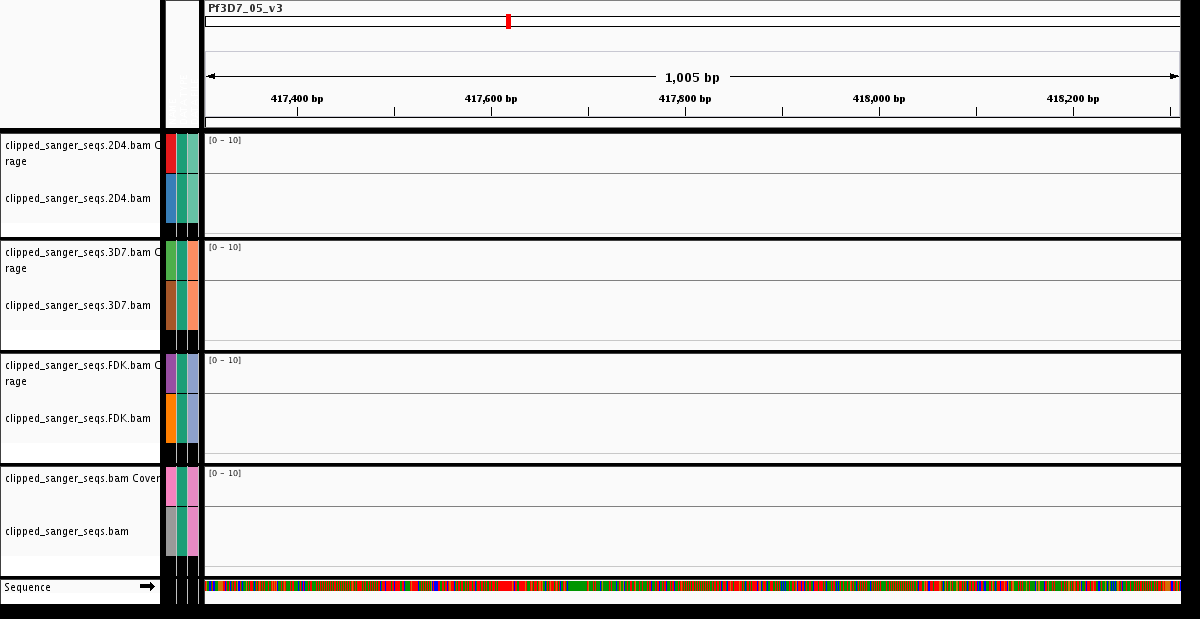 Pf3D7_05_v3
1,005 bp
417,400 bp
417,600 bp
417,800 bp
418,000 bp
418,200 bp
clipped_sanger_seqs.2D4.bam C
rage
[0 - 10]
clipped_sanger_seqs.2D4.bam
clipped_sanger_seqs.3D7.bam C
rage
[0 - 10]
clipped_sanger_seqs.3D7.bam
clipped_sanger_seqs.FDK.bam C
rage
[0 - 10]
clipped_sanger_seqs.FDK.bam
clipped_sanger_seqs.bam Cover
[0 - 10]
clipped_sanger_seqs.bam
Sequence